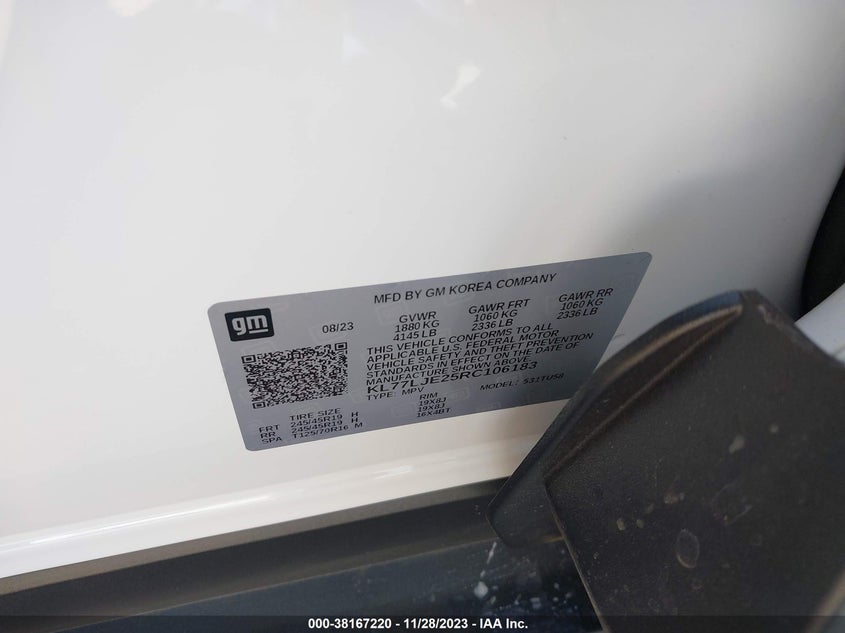 MFD BY GM KOREA COMPANY
gm
08/23
GVWR GAWR FRT GAWR RR
1880 KG 1060 KG 1060 KG
4145 LB 2336 LB 2336 LB
THIS VEHICLE CONFORMS TO ALL
APPLICABLE U.S. FEDERAL MOTOR
VEHICLE SAFETY AND THEFT PREVENTION
STANDARDS IN EFFECT ON THE DATE OF
MANUFACTURE SHOWN ABOVE.
KL77LJE25RC106183
TYPE: MPV MODEL: 531TU58
TIRE SIZE RIM
FRT 245/45R19 H 19X8J
RR 245/45R19 H 19X8J
SPA T125/70R16 M 16X4BT
000-38167220 - 11/28/2023 - IAA Inc.